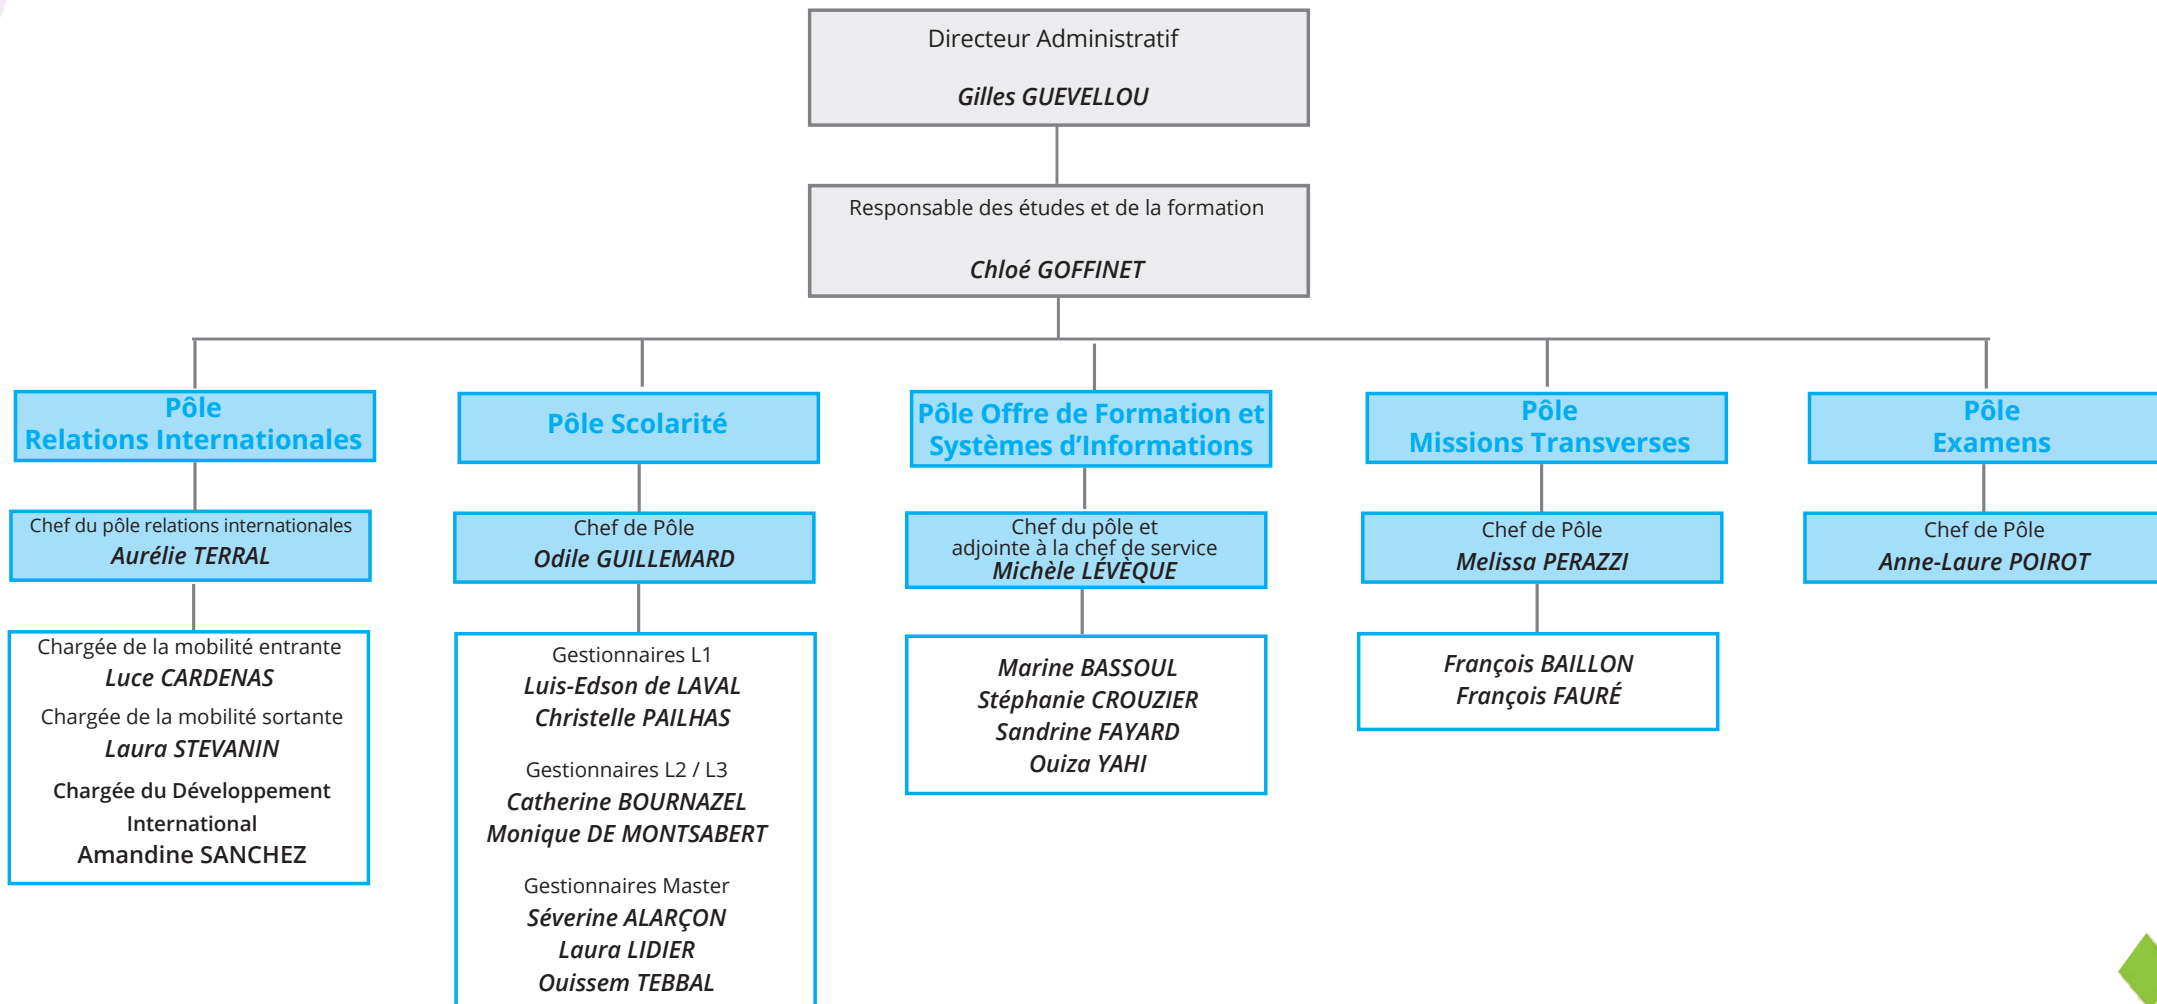 Directeur Administratif
Gilles GUEVELLOU
Responsable des études et de la formation
Chloé GOFFINET
Pôle
Relations Internationales
Chef du pôle relations internationales
Aurélie TERRAL
Chargée de la mobilité entrante
Luce CARDENAS
Chargée de la mobilité sortante
Laura STEVANIN
Chargée du Développement
International
Amandine SANCHEZ
Pôle Scolarité
Chef de Pôle
Odile GUILLEMARD
Gestionnaires L1
Luis-Edson de LAVAL
Christelle PAILHAS
Gestionnaires L2 / L3
Catherine BOURNAZEL
Monique DE MONTSABERT
Gestionnaires Master
Séverine ALARÇON
Laura LIDIER
Ouissem TEBBAL
Pôle Offre de Formation et
Systèmes d’Informations
Chef du pôle et
adjointe à la chef de service
Michèle LÉVÈQUE
Marine BASSOUL
Stéphanie CROUZIER
Sandrine FAYARD
Ouiza YAHI
Pôle
Missions Transverses
Chef de Pôle
Melissa PERAZZI
François BAILLON
François FAURÉ
Pôle
Examens
Chef de Pôle
Anne-Laure POIROT